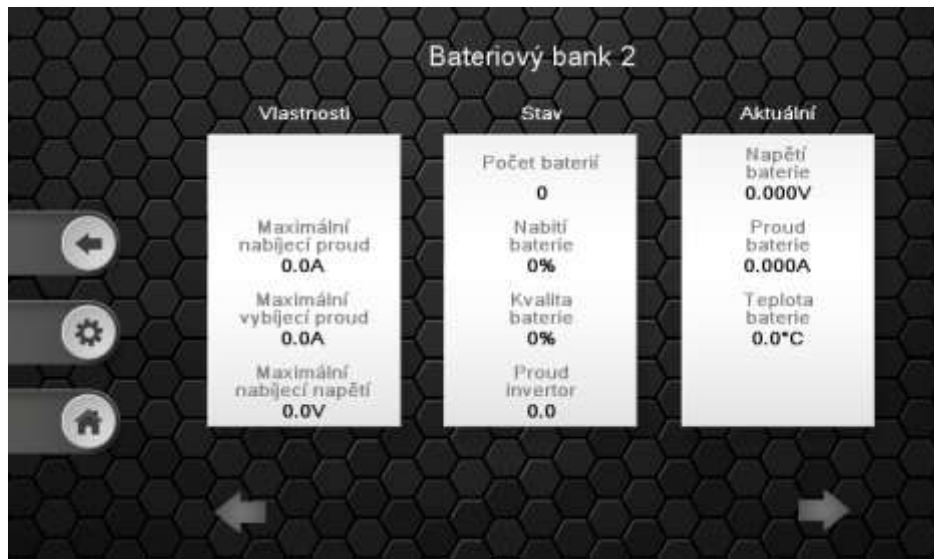 Bateriový bank 2
Vlastnosti
Maximální
nabíjecí proud
0.0A
Maximální
vybíjecí proud
0.0A
Maximální
nabíjecí napětí
0.0V
Stav
Počet baterií
0
Nabití
baterie
0%
Kvalita
baterie
0%
Proud
invertor
0.0
Aktuální
Napětí
baterie
0.000V
Proud
baterie
0.000A
Teplota
baterie
0.0°C